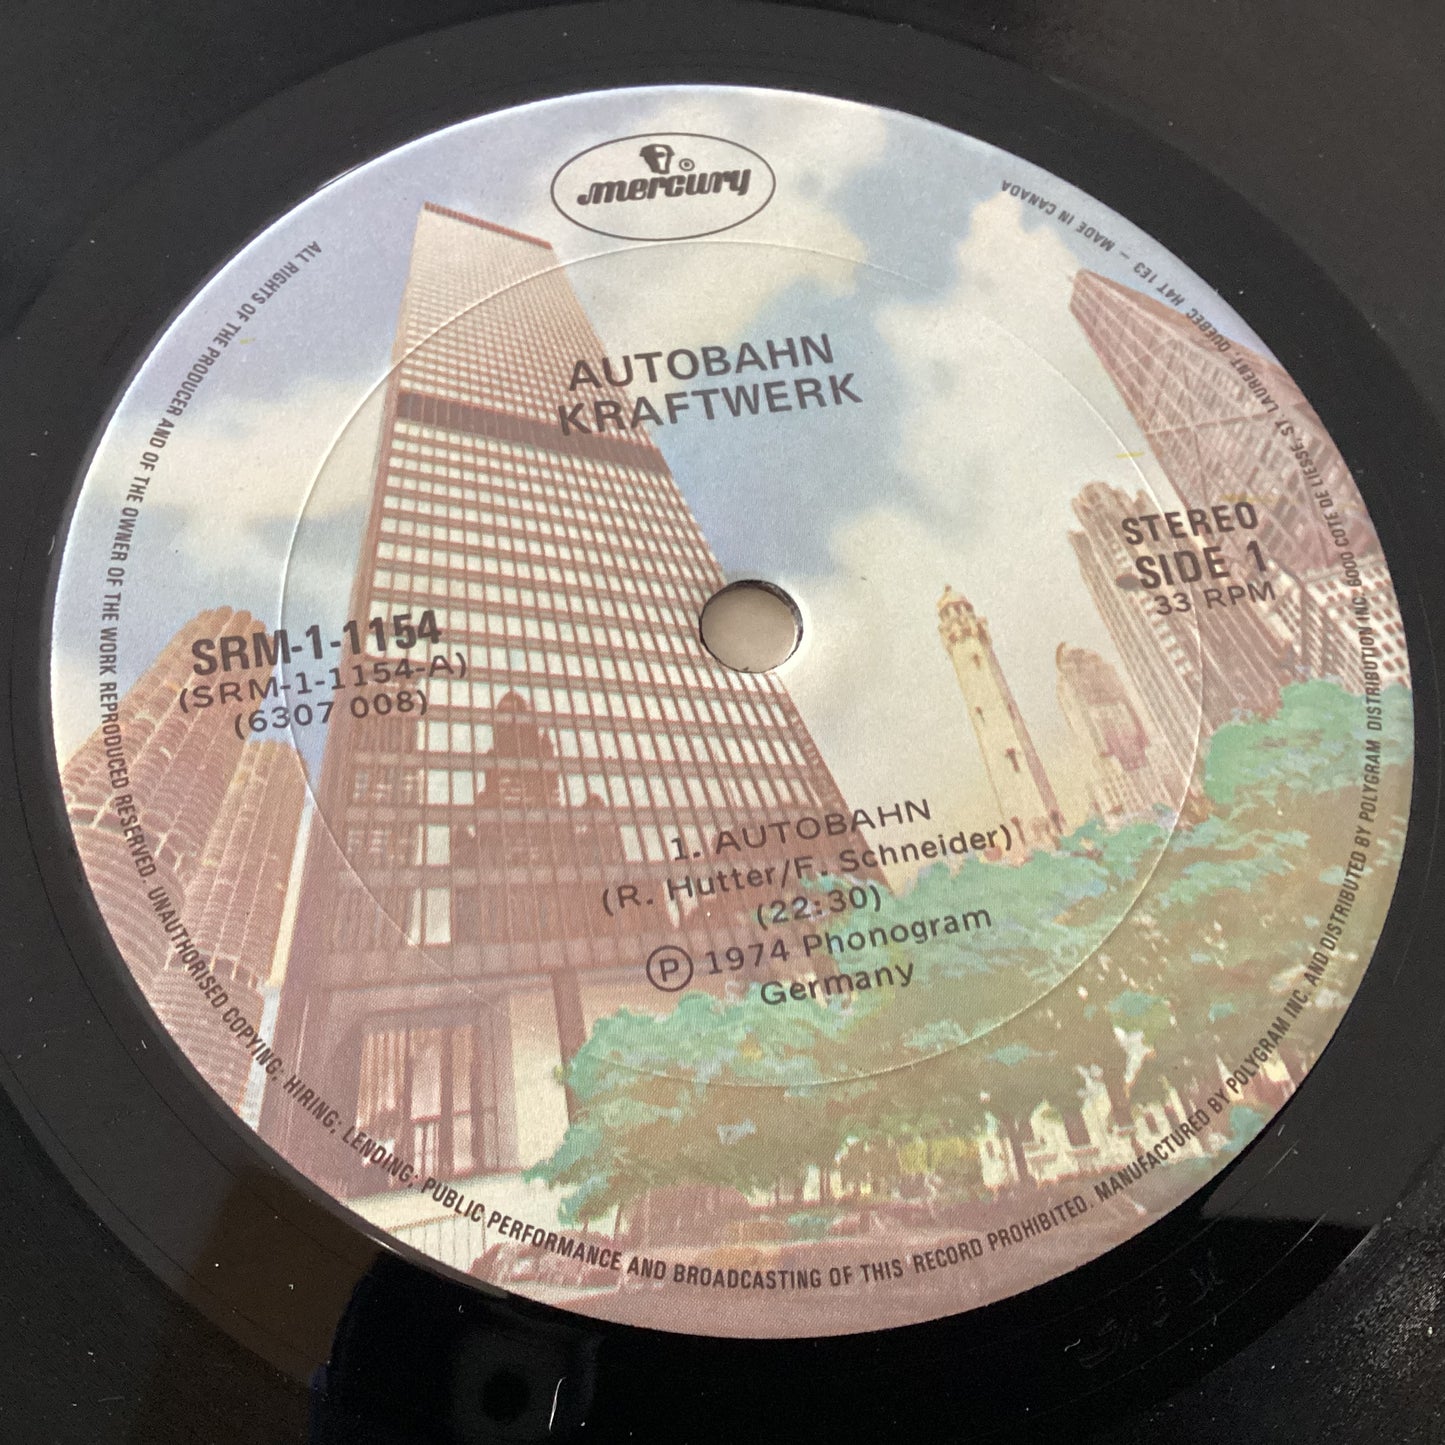 mercury ®
AUTOBAHN
KRAFTWERK
STEREO
SIDE 1
33 RPM
SRM-1-1154
(SRM-1-1154-A)
(6307 008)
1. AUTOBAHN
(R. Hutter/F. Schneider)
(22:30)
Ⓟ 1974 Phonogram
Germany
ALL RIGHTS OF THE PRODUCER AND OF THE OWNER OF THE WORK REPRODUCED RESERVED. UNAUTHORISED COPYING; HIRING; LENDING; PUBLIC PERFORMANCE AND BROADCASTING OF THIS RECORD PROHIBITED. MANUFACTURED BY POLYGRAM INC. AND DISTRIBUTED BY POLYGRAM DISTRIBUTION INC. 6000 COTE DE LIESSE, ST. LAURENT, QUEBEC H4T 1E3 — MADE IN CANADA